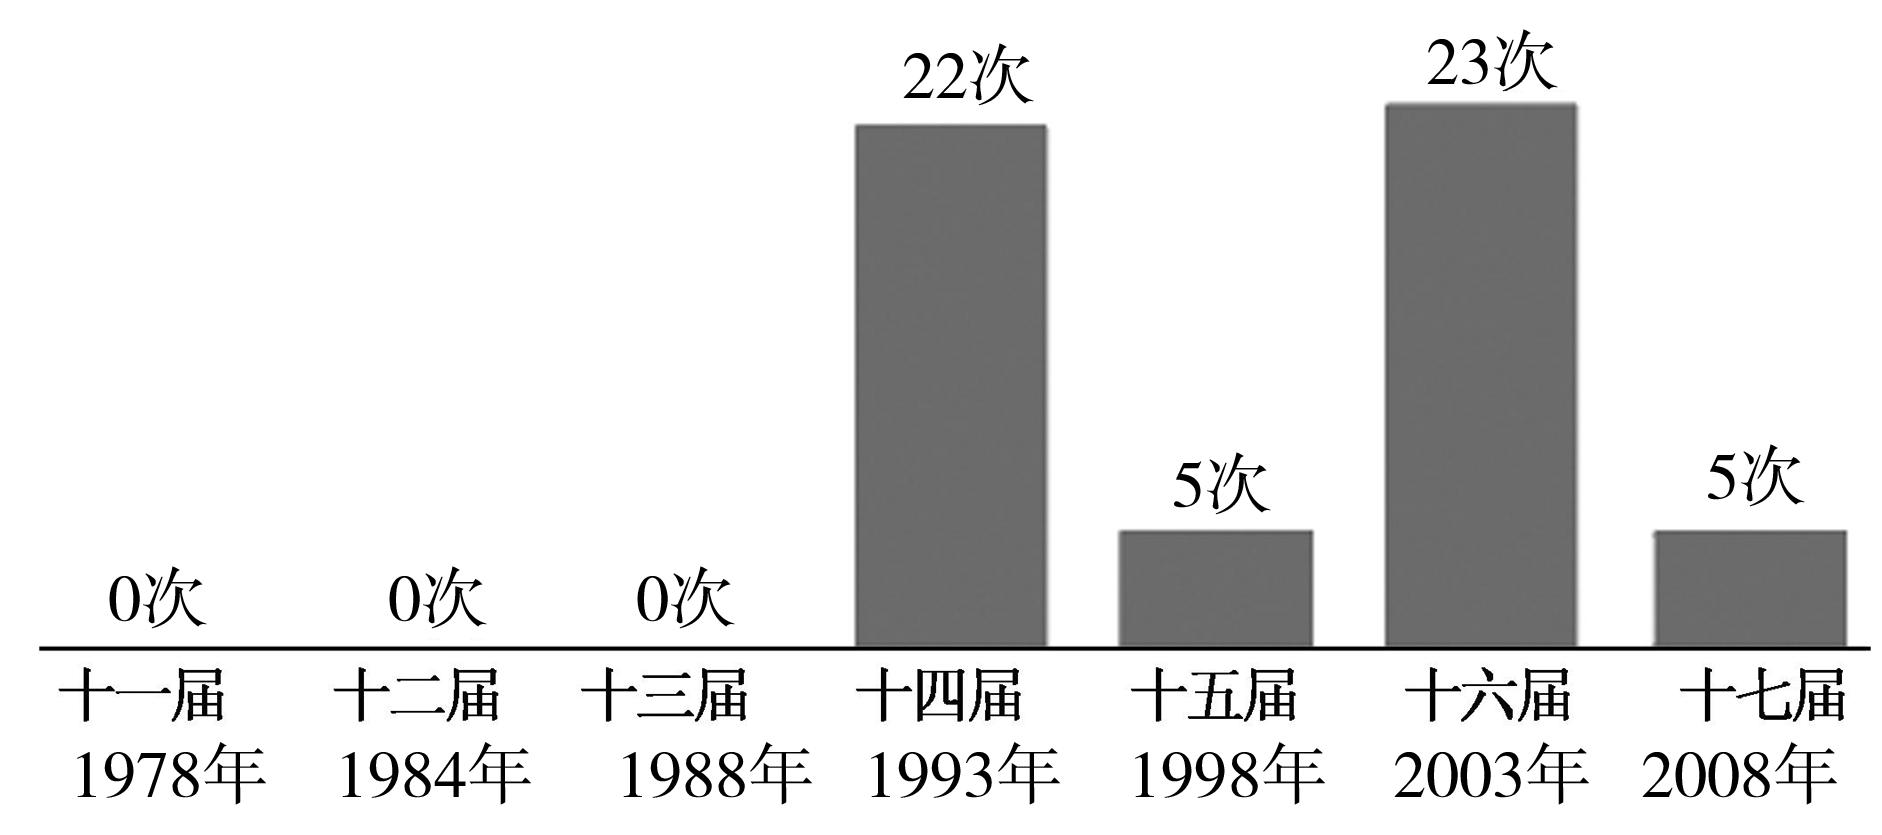 23次
22次
5次 5次
0次 0次 0次
十一届 十二届 十三届 十四届 十五届 十六届 十七届
1978年 1984年 1988年 1993年 1998年 2003年 2008年